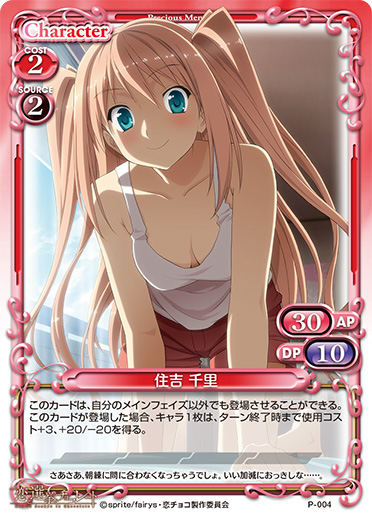 Precious Mem
Character
COST
2
SOURCE
2
30 AP
DP 10
住吉 千里
このカードは、自分のメインフェイズ以外でも登場させることができる。
このカードが登場した場合、キャラ1枚は、ターン終了時まで使用コス
ト+3、+20/-20を得る。
さあさあ、朝練に間に合わなくなっちゃうでしょ。いい加減におっきしな……。
恋と選挙とチョコレート
©sprite/fairys・恋チョコ製作委員会
P-004